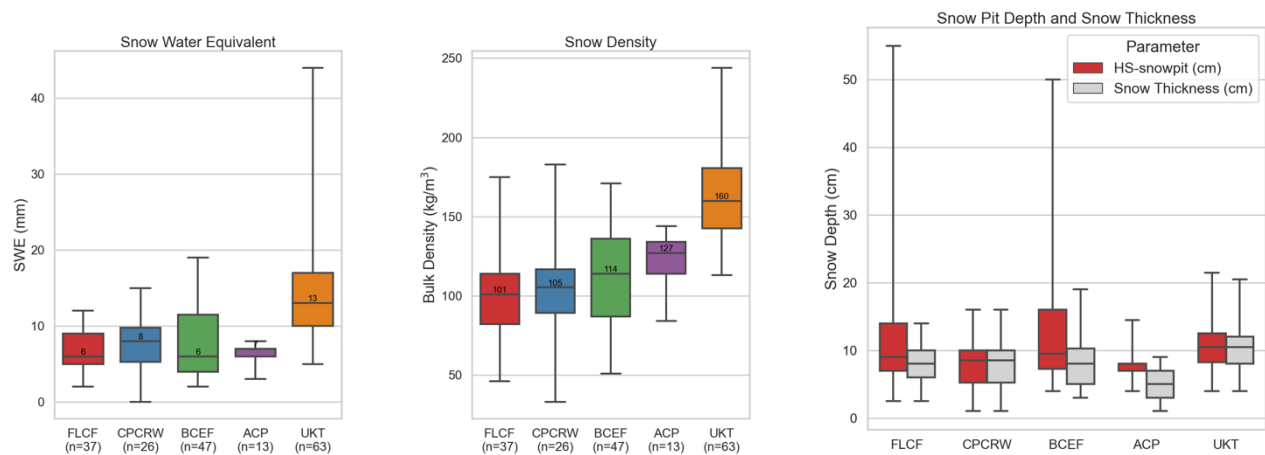 Snow Water Equivalent
SWE (mm)
40
30
20
10
0
6
8
6
7
13
FLCF CPCRW BCEF ACP UKT
(n=37) (n=26) (n=47) (n=13) (n=63)
Snow Density
Bulk Density (kg/m³)
250
200
150
100
50
101
105
114
127
160
FLCF CPCRW BCEF ACP UKT
(n=37) (n=26) (n=47) (n=13) (n=63)
Snow Pit Depth and Snow Thickness
Parameter
HS-snowpit (cm)
Snow Thickness (cm)
Snow Depth (cm)
50
40
30
20
10
0
FLCF CPCRW BCEF ACP UKT